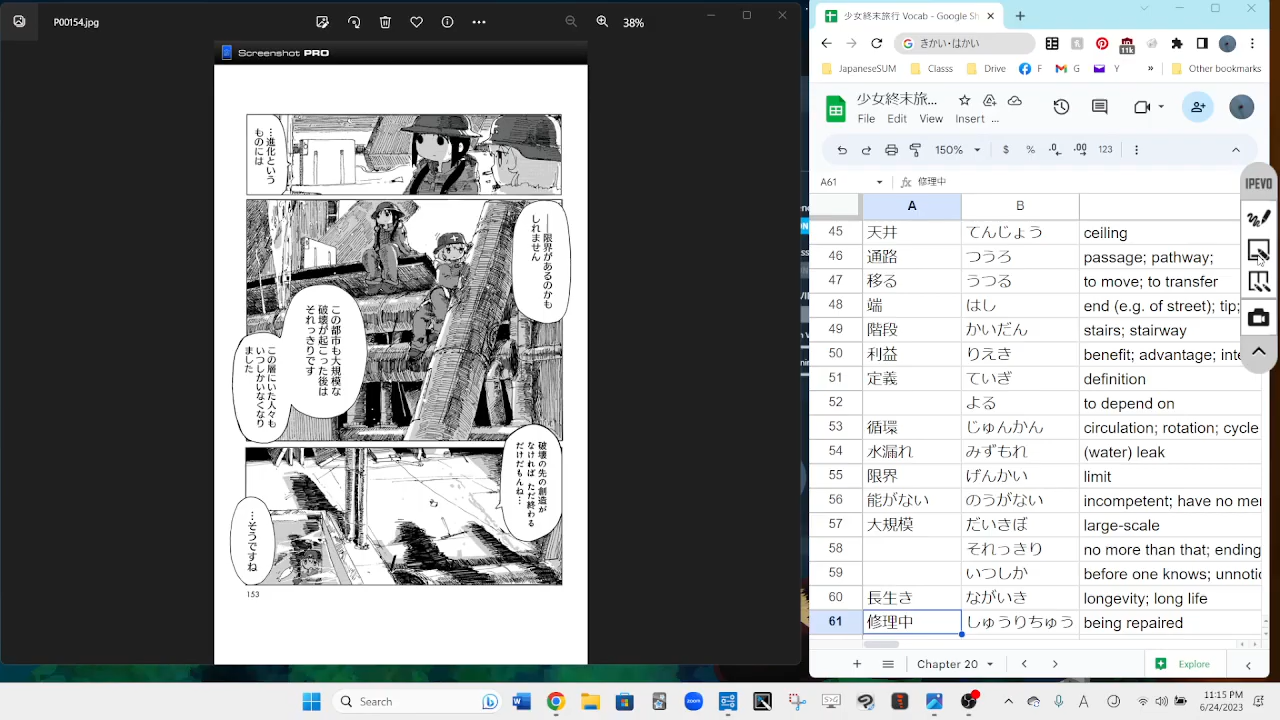 P00154.jpg
38%
Screenshot PRO
…進化という
ものには
――限界があるのかも
しれません
この都市も大規模な
破壊が起こった後は
それっきりです
この層にいた人々も
いつしかいなくなり
ました
破壊の先の創造が
なければ ただ終わる
だけだもんね…
…そうですね
153
少女終末旅行 Vocab - Google Sh
きかい・はかい
11k
JapaneseSUM
Classs
Drive
F
G
Y
»
Other bookmarks
少女終末旅...
File
Edit
View
Insert
...
150%
$
%
.0
.00
123
A61
fx
修理中
IPEVO
A
B
45 天井 てんじょう ceiling
46 通路 つうろ passage; pathway;
47 移る うつる to move; to transfer
48 端 はし end (e.g. of street); tip;
49 階段 かいだん stairs; stairway
50 利益 りえき benefit; advantage; int
51 定義 ていぎ definition
52 よる to depend on
53 循環 じゅんかん circulation; rotation; cycle
54 水漏れ みずもれ (water) leak
55 限界 げんかい limit
56 能がない のうがない incompetent; have no me
57 大規模 だいきぼ large-scale
58 それっきり no more than that; ending
59 いつしか before one knows; unnoti
60 長生き ながいき longevity; long life
61 修理中 しゅうりちゅう being repaired
Chapter 20
Explore
Search
zoom
A
11:15 PM
6/24/2023